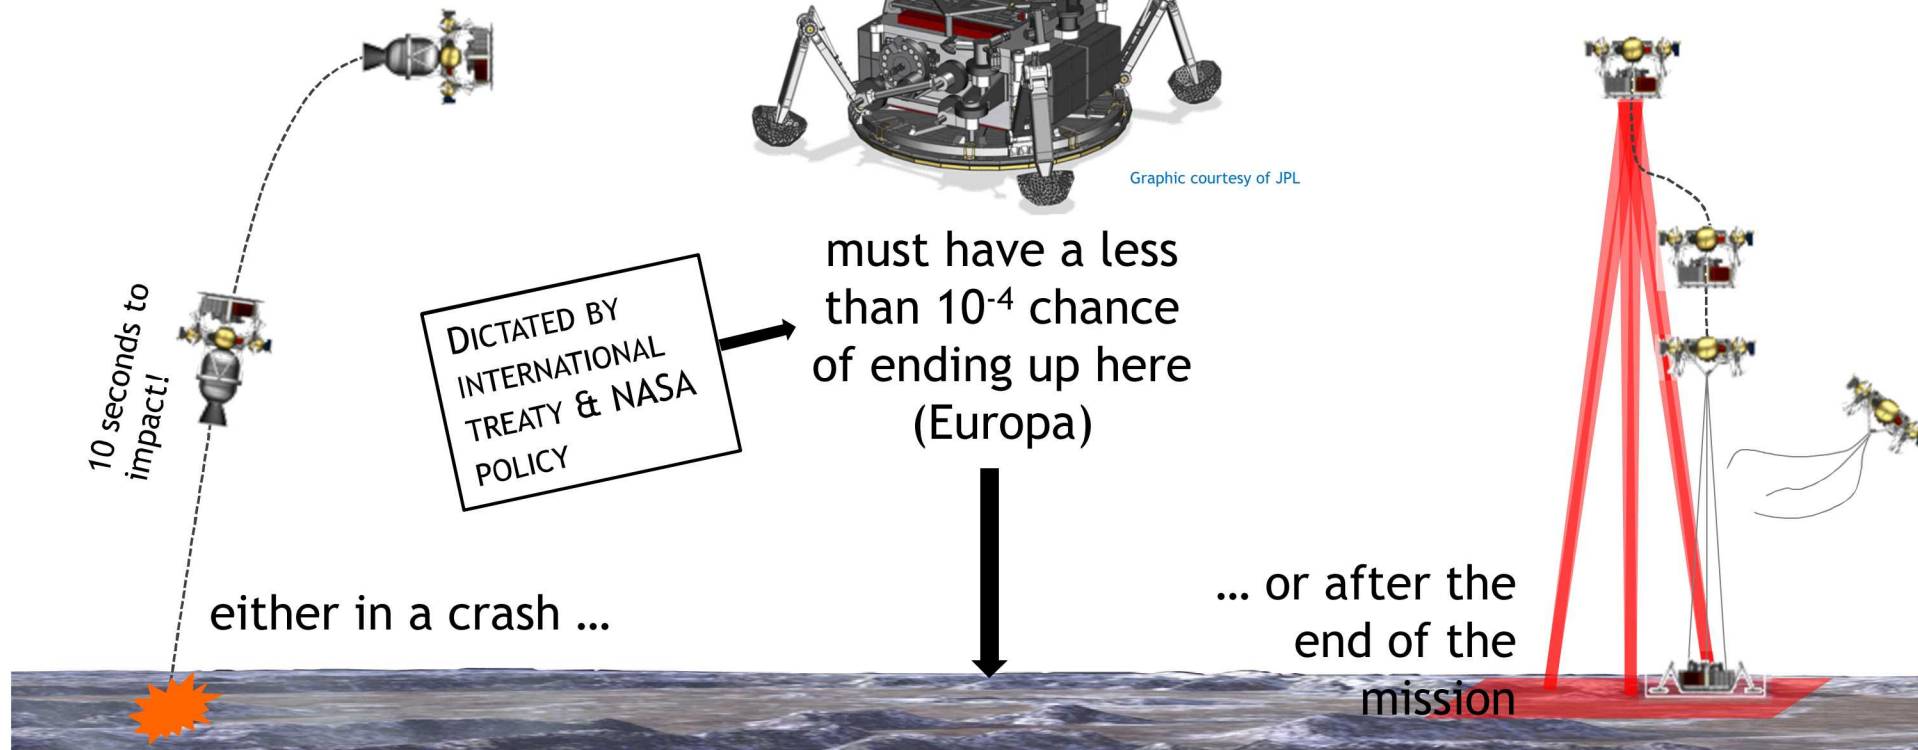 Graphic courtesy of JPL
must have a less
than 10⁻⁴ chance
of ending up here
(Europa)
DICTATED BY
INTERNATIONAL
TREATY & NASA
POLICY
10 seconds to
impact!
either in a crash ...
... or after the
end of the
mission